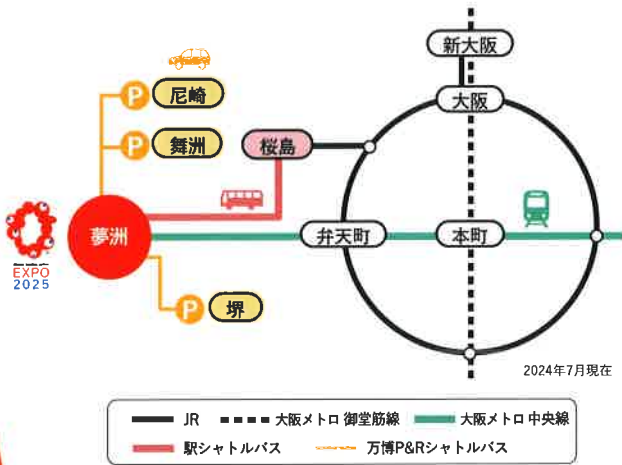 新大阪
P 尼崎
大阪
P 舞洲
桜島
夢洲
弁天町
本町
EXPO
2025
P 堺
2024年7月現在
JR
大阪メトロ 御堂筋線
大阪メトロ 中央線
駅シャトルバス
万博P&Rシャトルバス